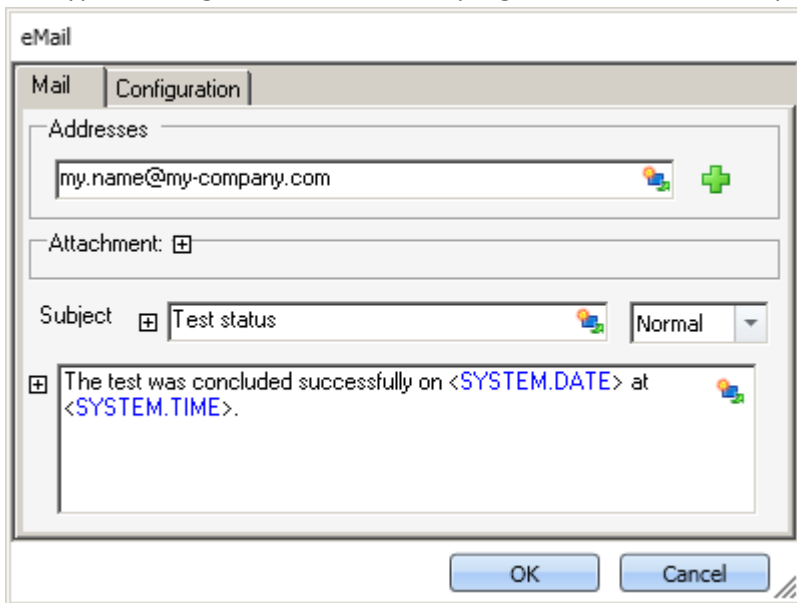 eMail
Mail Configuration
Addresses
my.name@my-company.com
Attachment:
Subject Test status Normal
The test was concluded successfully on <SYSTEM.DATE> at
<SYSTEM.TIME>.
OK Cancel